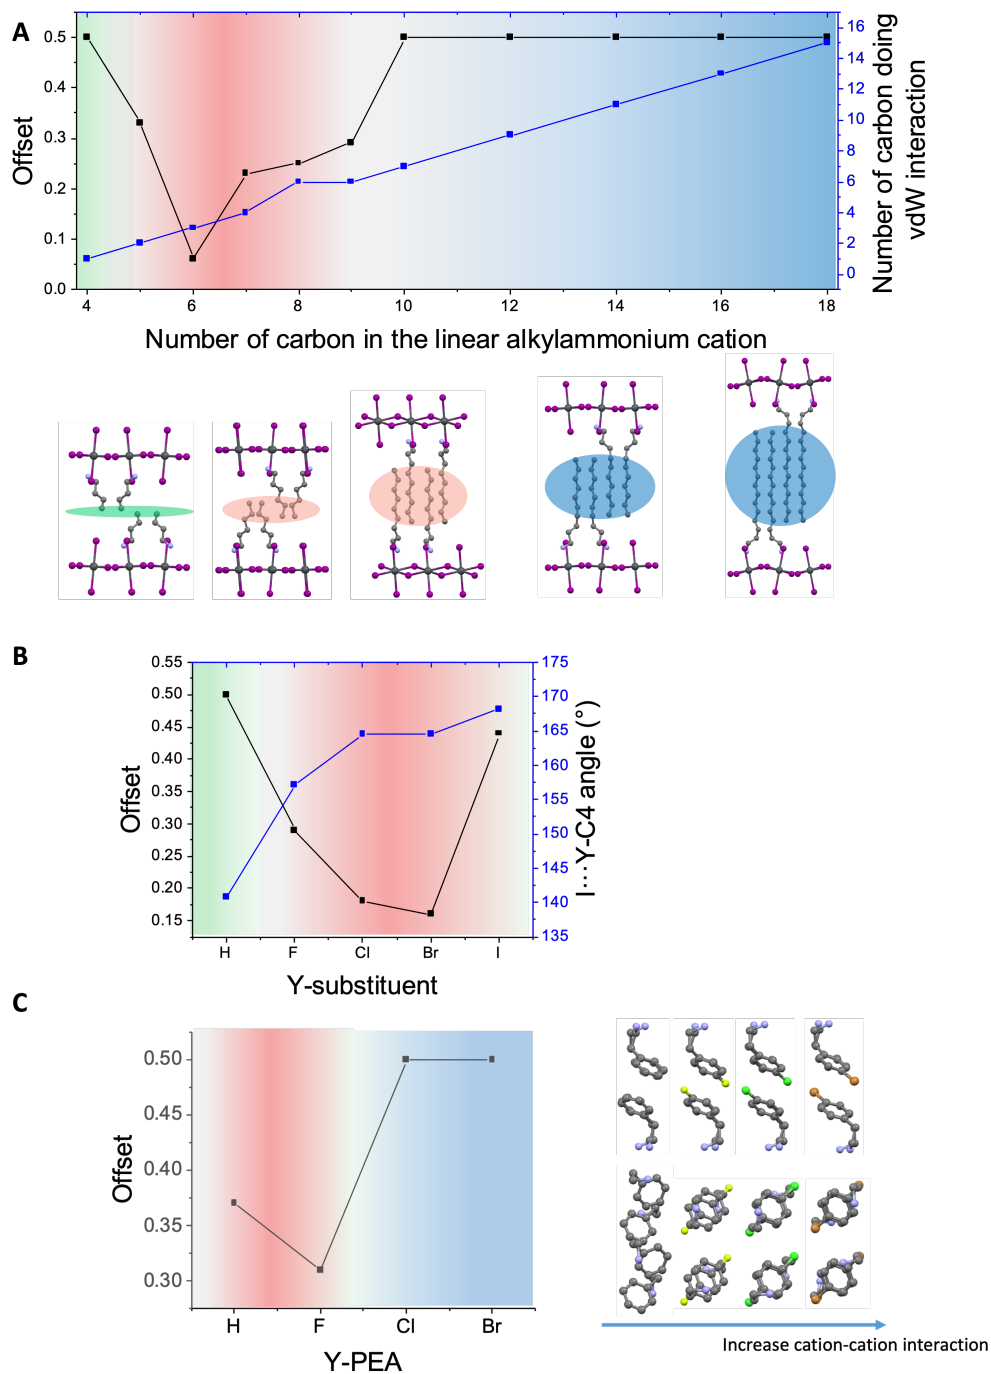 A
0.5
0.4
0.3
0.2
0.1
0.0
Offset
16
14
12
10
8
6
4
2
0
Number of carbon doing
vdW interaction
4
6
8
10
12
14
16
18
Number of carbon in the linear alkylammonium cation
B
0.55
0.50
0.45
0.40
0.35
0.30
0.25
0.20
0.15
Offset
175
170
165
160
155
150
145
140
135
I···Y-C4 angle (°)
H
F
Cl
Br
I
Y-substituent
C
0.50
0.45
0.40
0.35
0.30
Offset
H
F
Cl
Br
Y-PEA
Increase cation-cation interaction